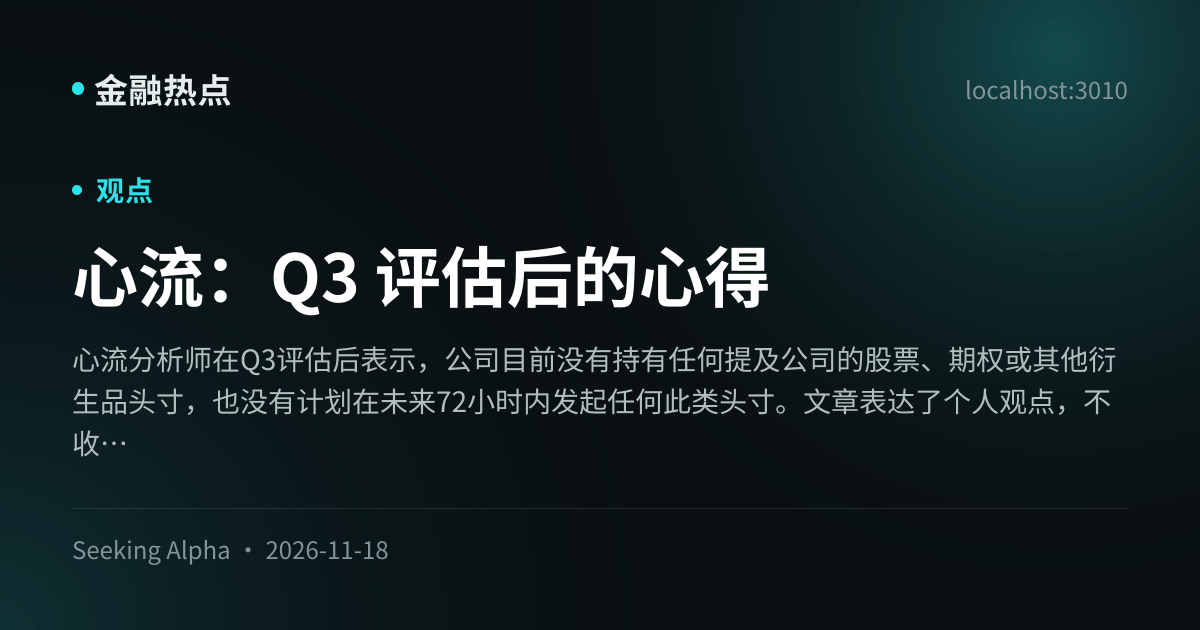 金融热点
localhost:3010
观点
心流：Q3 评估后的心得
心流分析师在Q3评估后表示，公司目前没有持有任何提及公司的股票、期权或其他衍
生品头寸，也没有计划在未来72小时内发起任何此类头寸。文章表达了个人观点，不
收…
Seeking Alpha · 2026-11-18